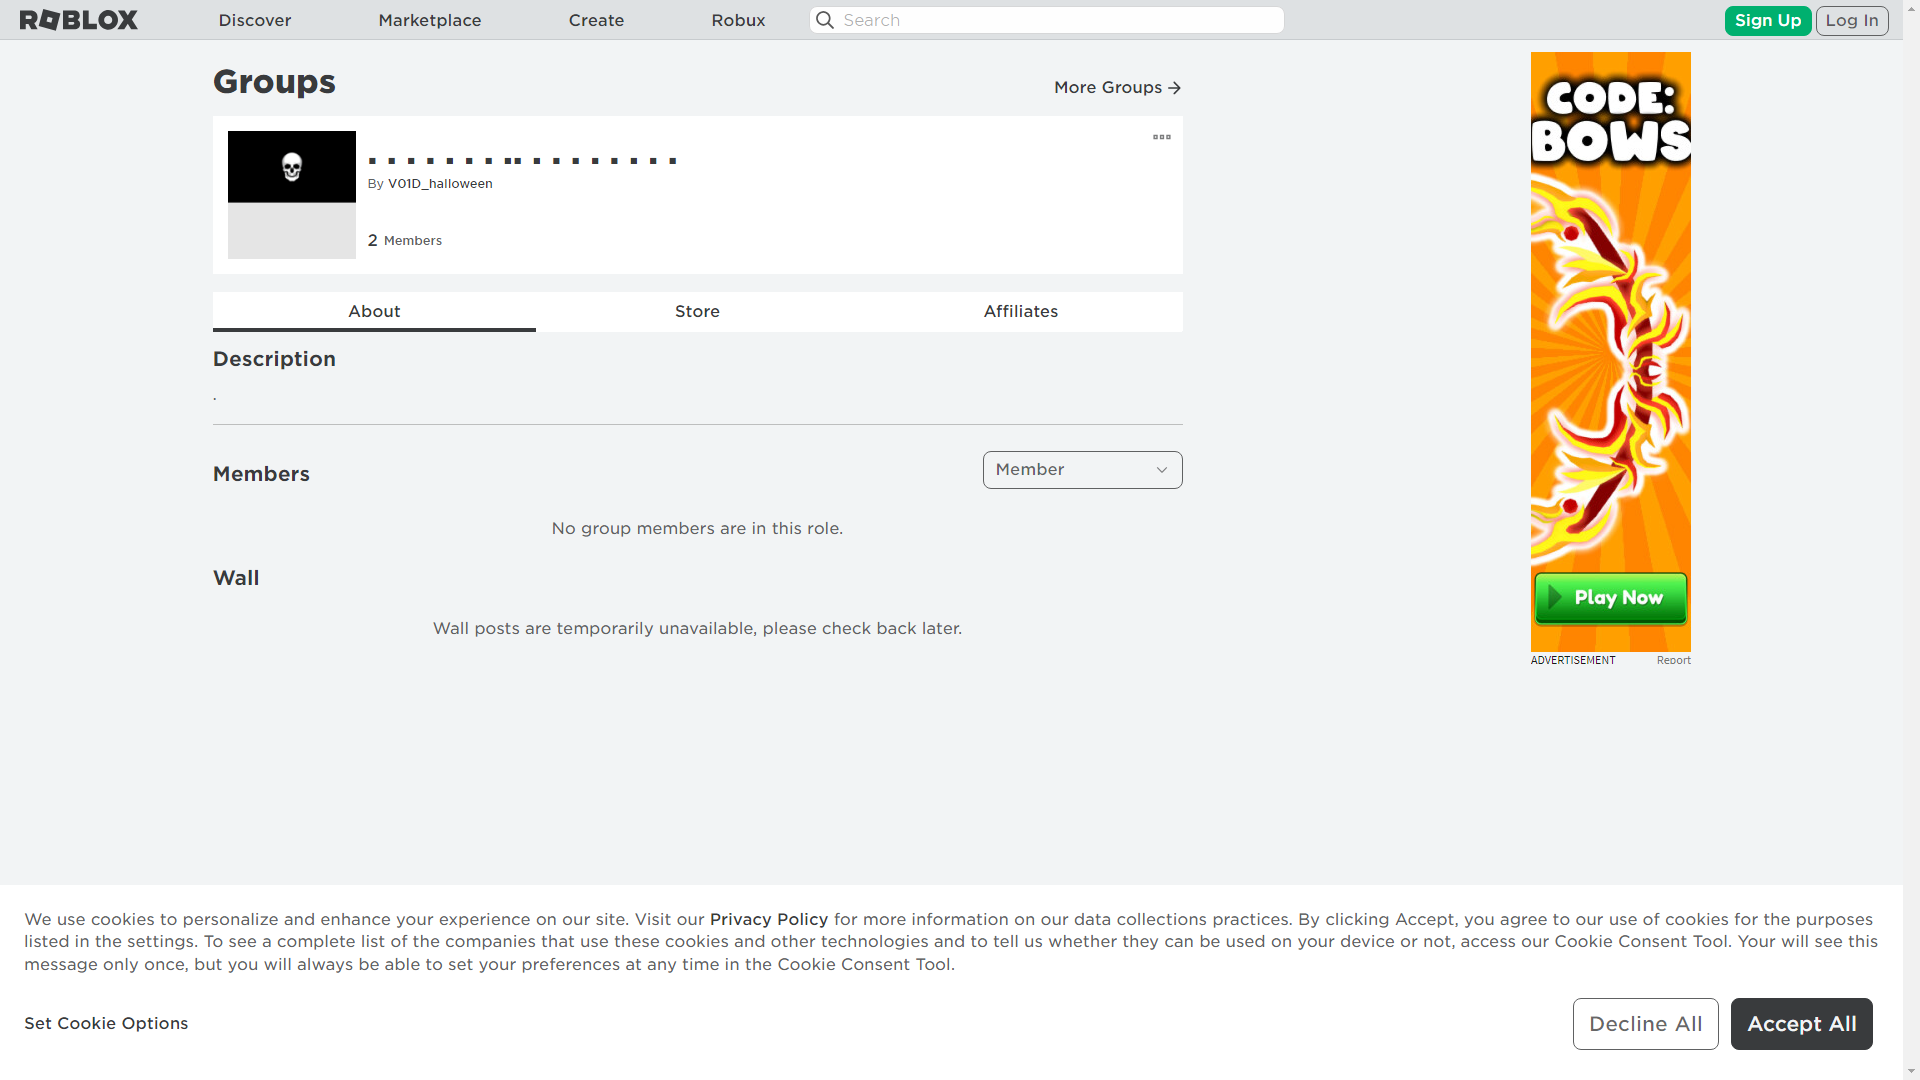 ROBLOX
Discover
Marketplace
Create
Robux
Search
Sign Up
Log In
Groups
More Groups
. . . . . . . .. . . . . . . . .
By V01D_halloween
2 Members
About
Store
Affiliates
Description
.
Members
Member
No group members are in this role.
Wall
Wall posts are temporarily unavailable, please check back later.
CODE:
BOWS
Play Now
ADVERTISEMENT
Report
We use cookies to personalize and enhance your experience on our site. Visit our Privacy Policy for more information on our data collections practices. By clicking Accept, you agree to our use of cookies for the purposes
listed in the settings. To see a complete list of the companies that use these cookies and other technologies and to tell us whether they can be used on your device or not, access our Cookie Consent Tool. Your will see this
message only once, but you will always be able to set your preferences at any time in the Cookie Consent Tool.
Set Cookie Options
Decline All
Accept All